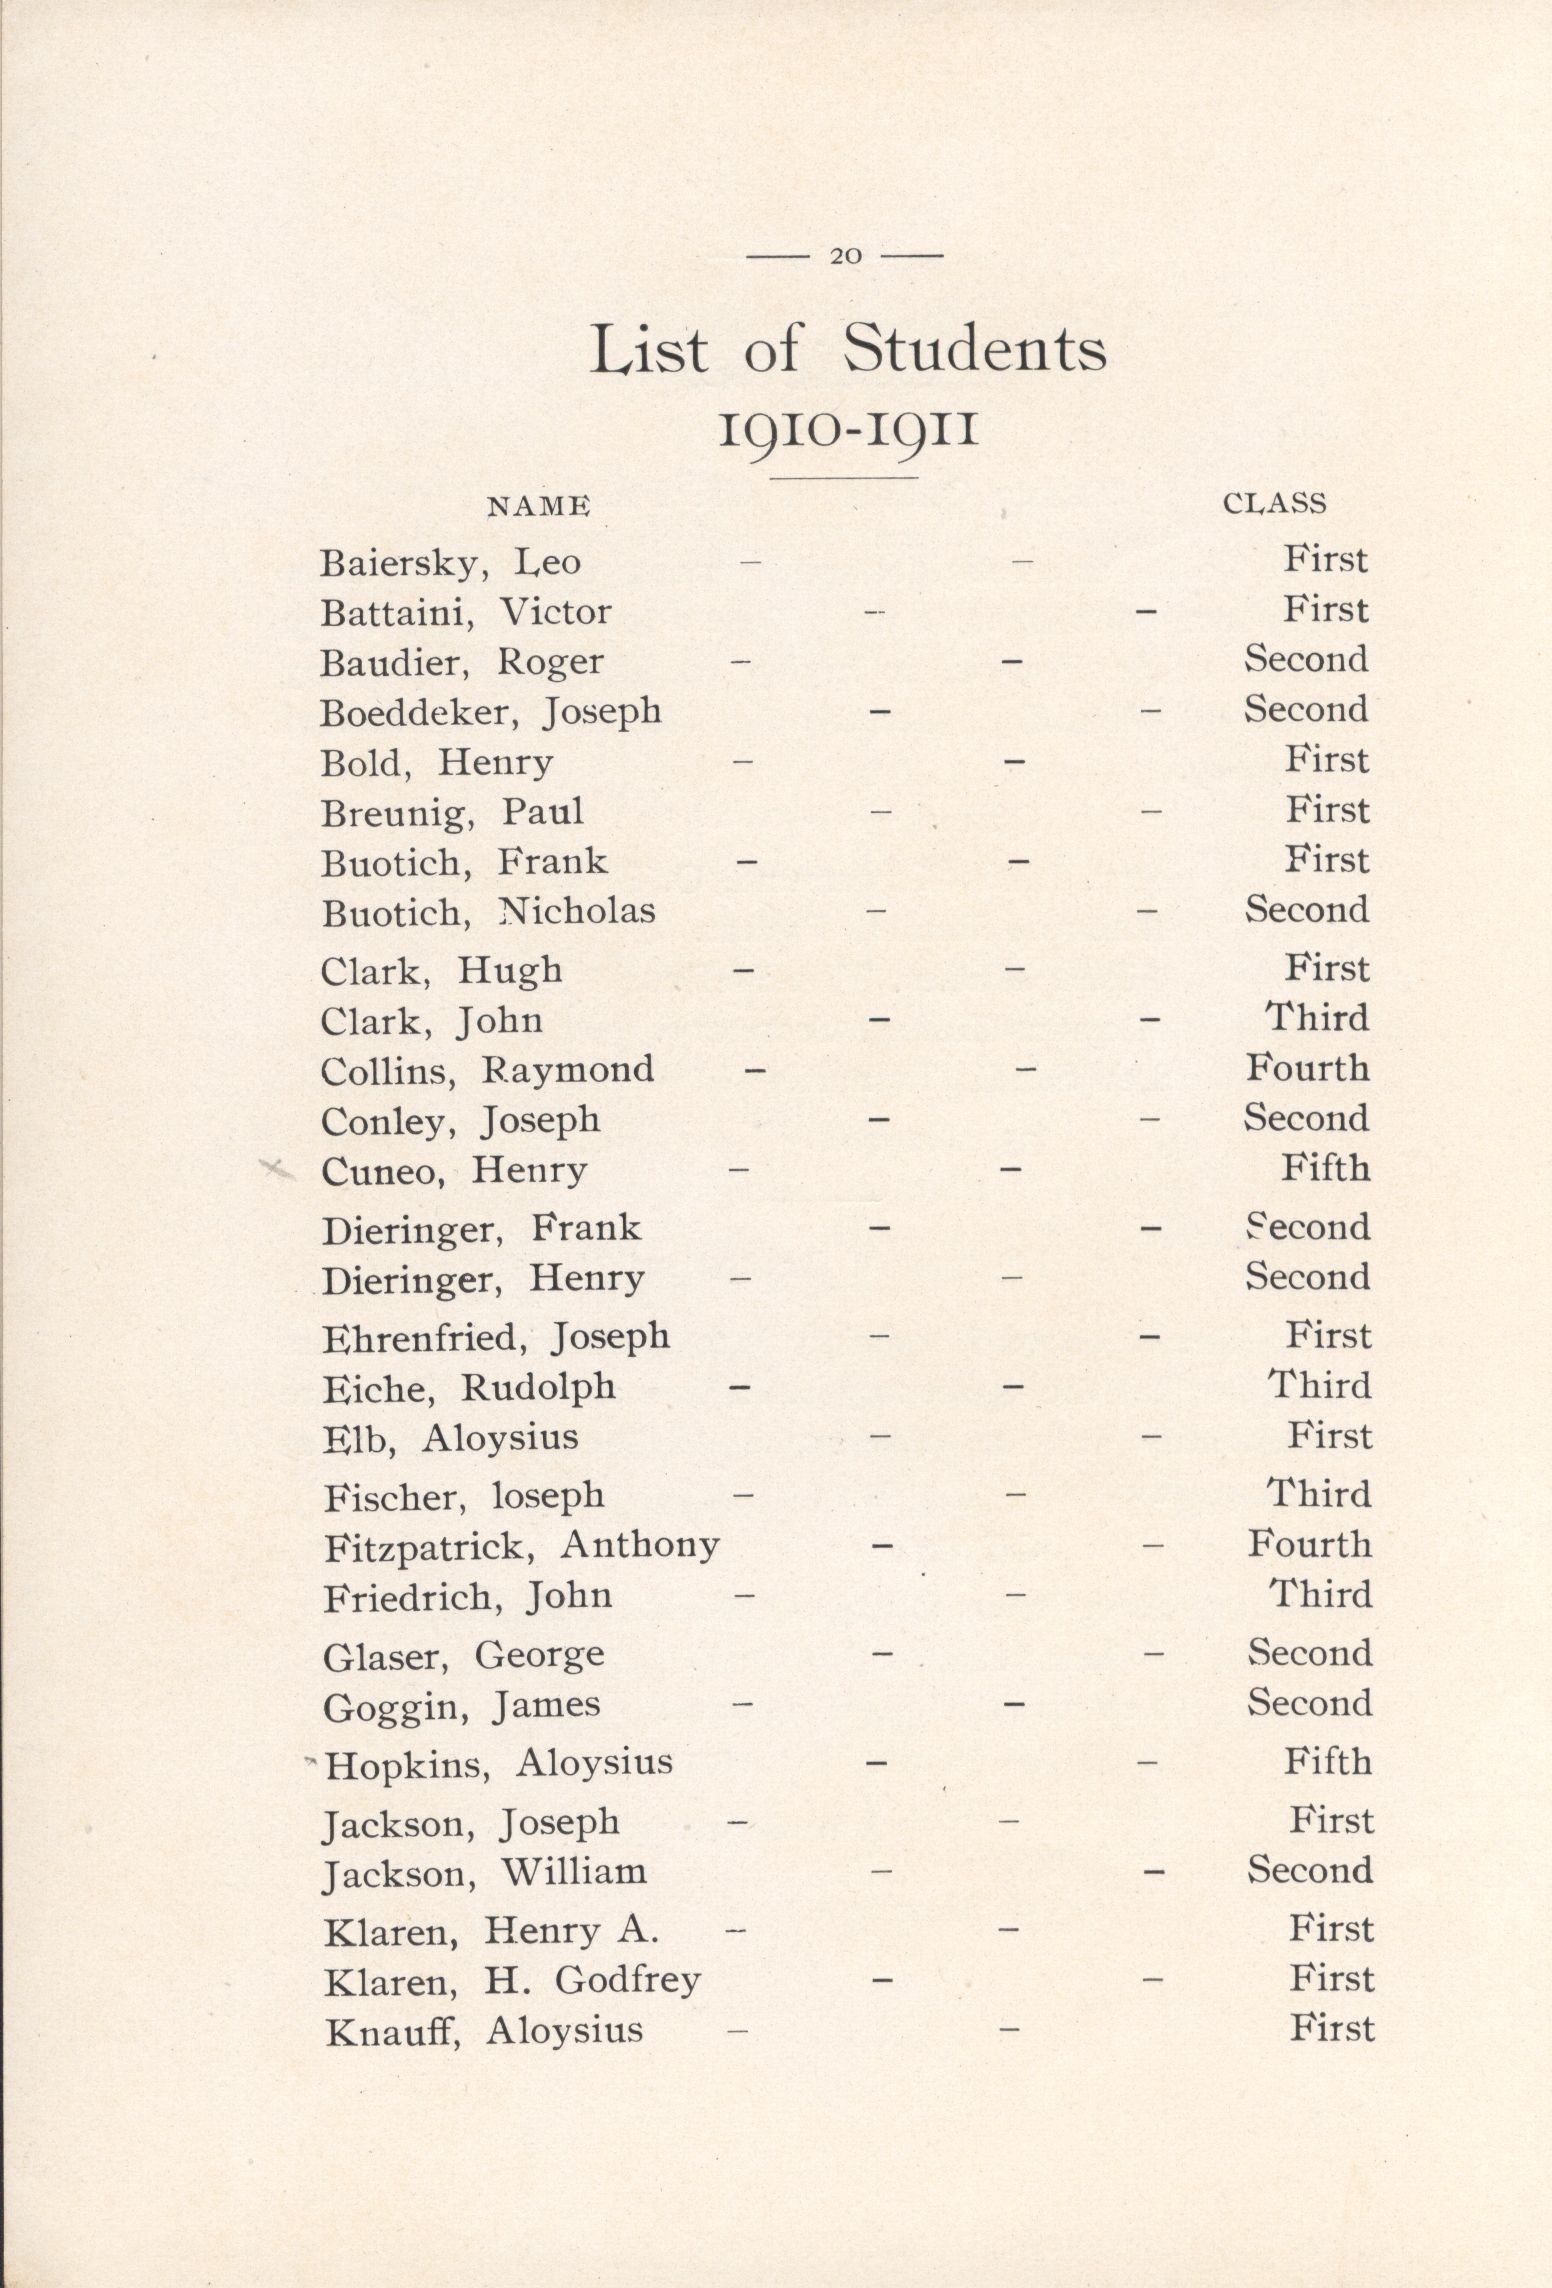 — 20 —
List of Students
1910-1911
NAME CLASS
Baiersky, Leo - - First
Battaini, Victor - - First
Baudier, Roger - - Second
Boeddeker, Joseph - - Second
Bold, Henry - - First
Breunig, Paul - - First
Buotich, Frank - - First
Buotich, Nicholas - - Second
Clark, Hugh - - First
Clark, John - - Third
Collins, Raymond - - Fourth
Conley, Joseph - - Second
x Cuneo, Henry - - Fifth
Dieringer, Frank - - Second
Dieringer, Henry - - Second
Ehrenfried, Joseph - - First
Eiche, Rudolph - - Third
Elb, Aloysius - - First
Fischer, loseph - - Third
Fitzpatrick, Anthony - - Fourth
Friedrich, John - - Third
Glaser, George - - Second
Goggin, James - - Second
Hopkins, Aloysius - - Fifth
Jackson, Joseph - - First
Jackson, William - - Second
Klaren, Henry A. - - First
Klaren, H. Godfrey - - First
Knauff, Aloysius - - First